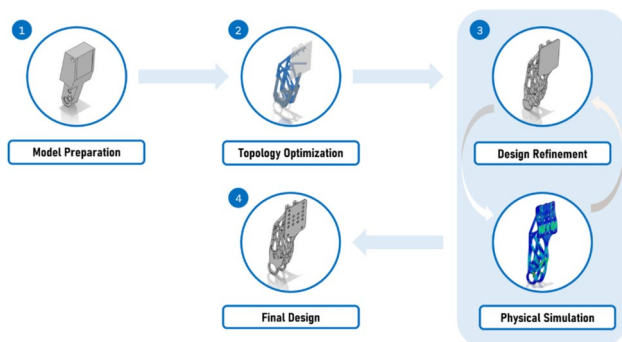 1
2
3
Model Preparation
Topology Optimization
Design Refinement
4
Final Design
Physical Simulation